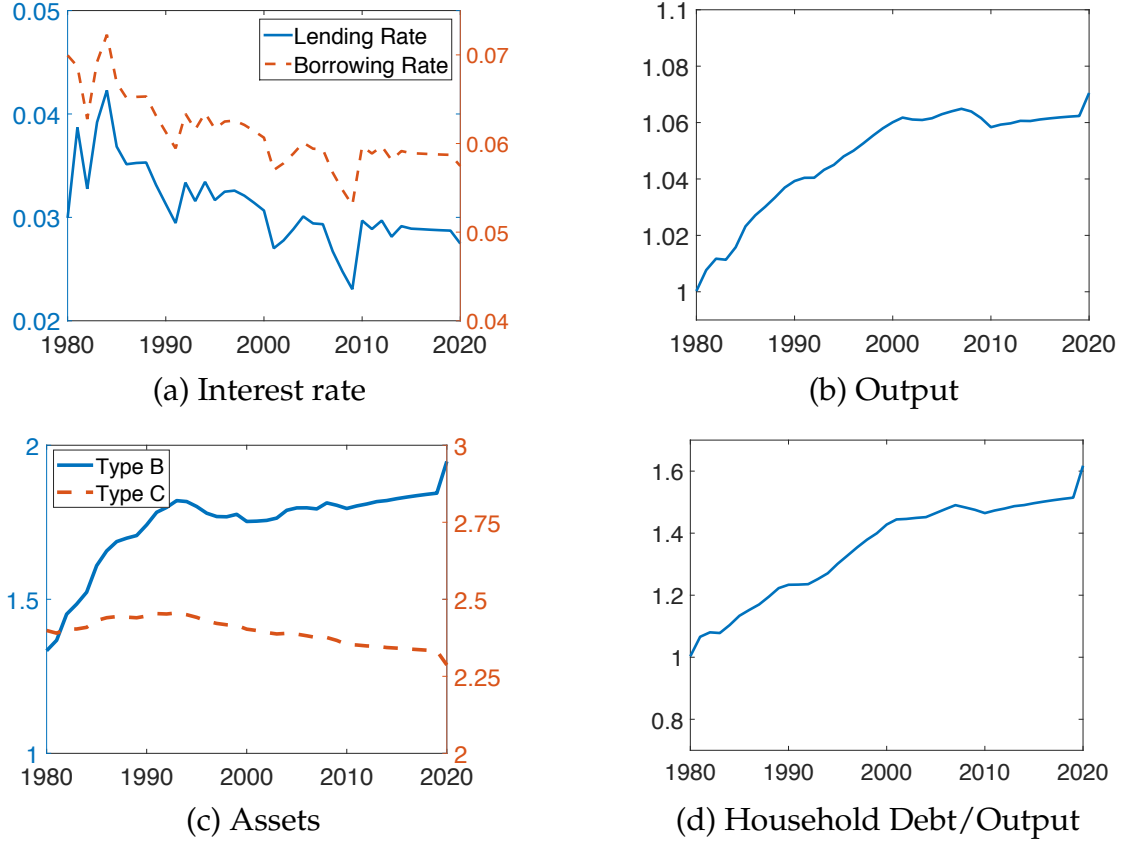 0.05
0.04
0.03
0.02
Lending Rate
Borrowing Rate
0.07
0.06
0.05
0.04
1980 1990 2000 2010 2020
(a) Interest rate
1.1
1.08
1.06
1.04
1.02
1
1980 1990 2000 2010 2020
(b) Output
2
1.5
1
Type B
Type C
3
2.75
2.5
2.25
2
1980 1990 2000 2010 2020
(c) Assets
1.6
1.4
1.2
1
0.8
1980 1990 2000 2010 2020
(d) Household Debt/Output